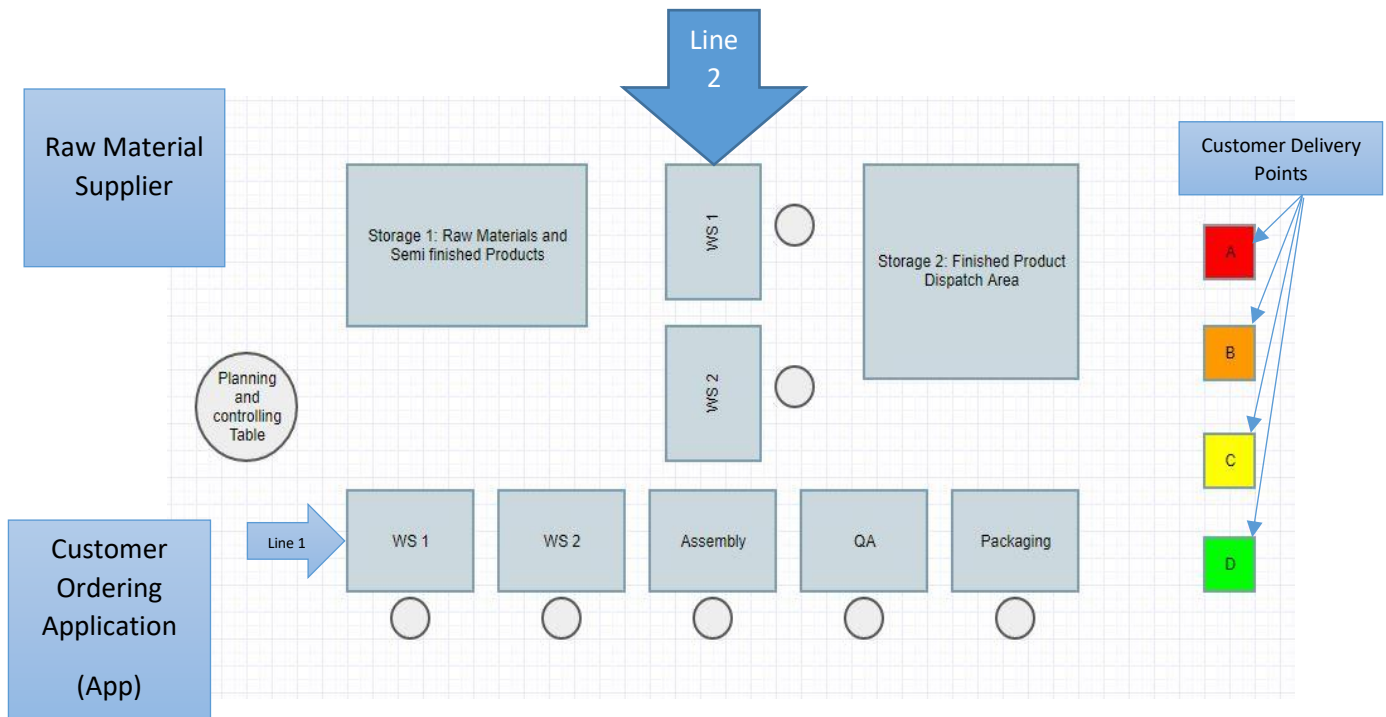 Line
2
Raw Material
Supplier
Customer Delivery
Points
Storage 1: Raw Materials and
Semi finished Products
WS 1
Storage 2: Finished Product
Dispatch Area
A
B
WS 2
Planning
and
controlling
Table
C
Customer
Ordering
Application
(App)
Line 1
WS 1
WS 2
Assembly
QA
Packaging
D